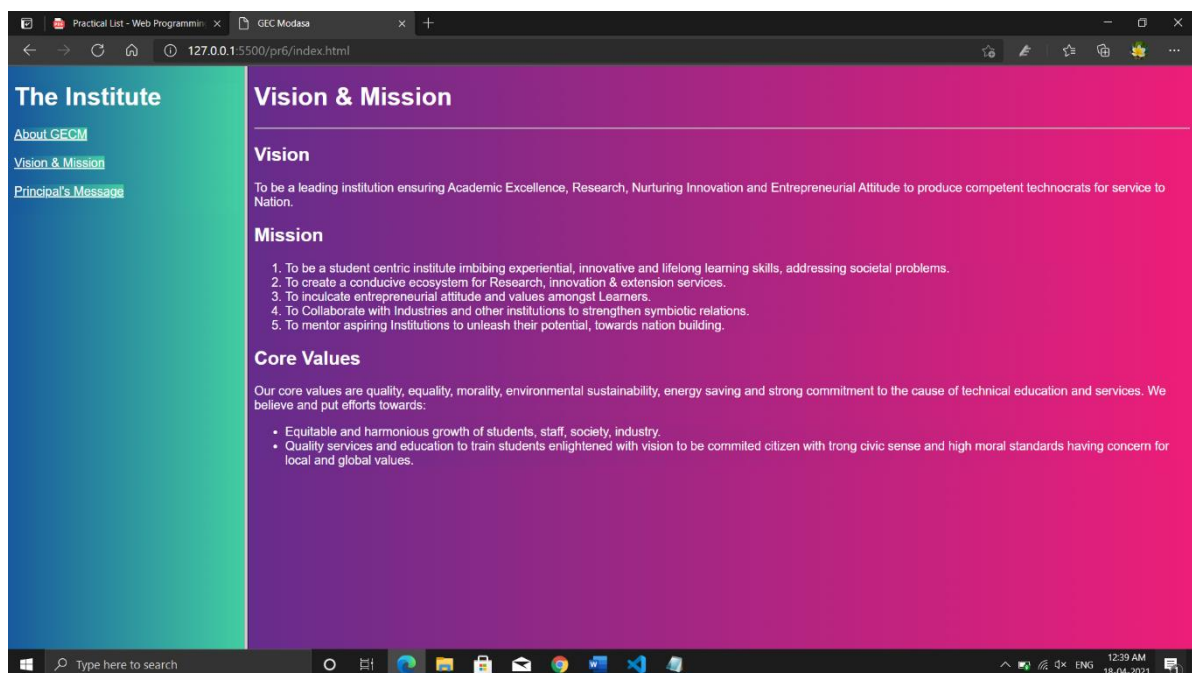 Practical List - Web Programmin
GEC Modasa
127.0.0.1:5500/pr6/index.html
The Institute
About GECM
Vision & Mission
Principal's Message
Vision & Mission
Vision
To be a leading institution ensuring Academic Excellence, Research, Nurturing Innovation and Entrepreneurial Attitude to produce competent technocrats for service to
Nation.
Mission
1. To be a student centric institute imbibing experiential, innovative and lifelong learning skills, addressing societal problems.
2. To create a conducive ecosystem for Research, innovation & extension services.
3. To inculcate entrepreneurial attitude and values amongst Learners.
4. To Collaborate with Industries and other institutions to strengthen symbiotic relations.
5. To mentor aspiring Institutions to unleash their potential, towards nation building.
Core Values
Our core values are quality, equality, morality, environmental sustainability, energy saving and strong commitment to the cause of technical education and services. We
believe and put efforts towards:
• Equitable and harmonious growth of students, staff, society, industry.
• Quality services and education to train students enlightened with vision to be commited citizen with trong civic sense and high moral standards having concern for
local and global values.
Type here to search
ENG
12:39 AM
18-04-2021